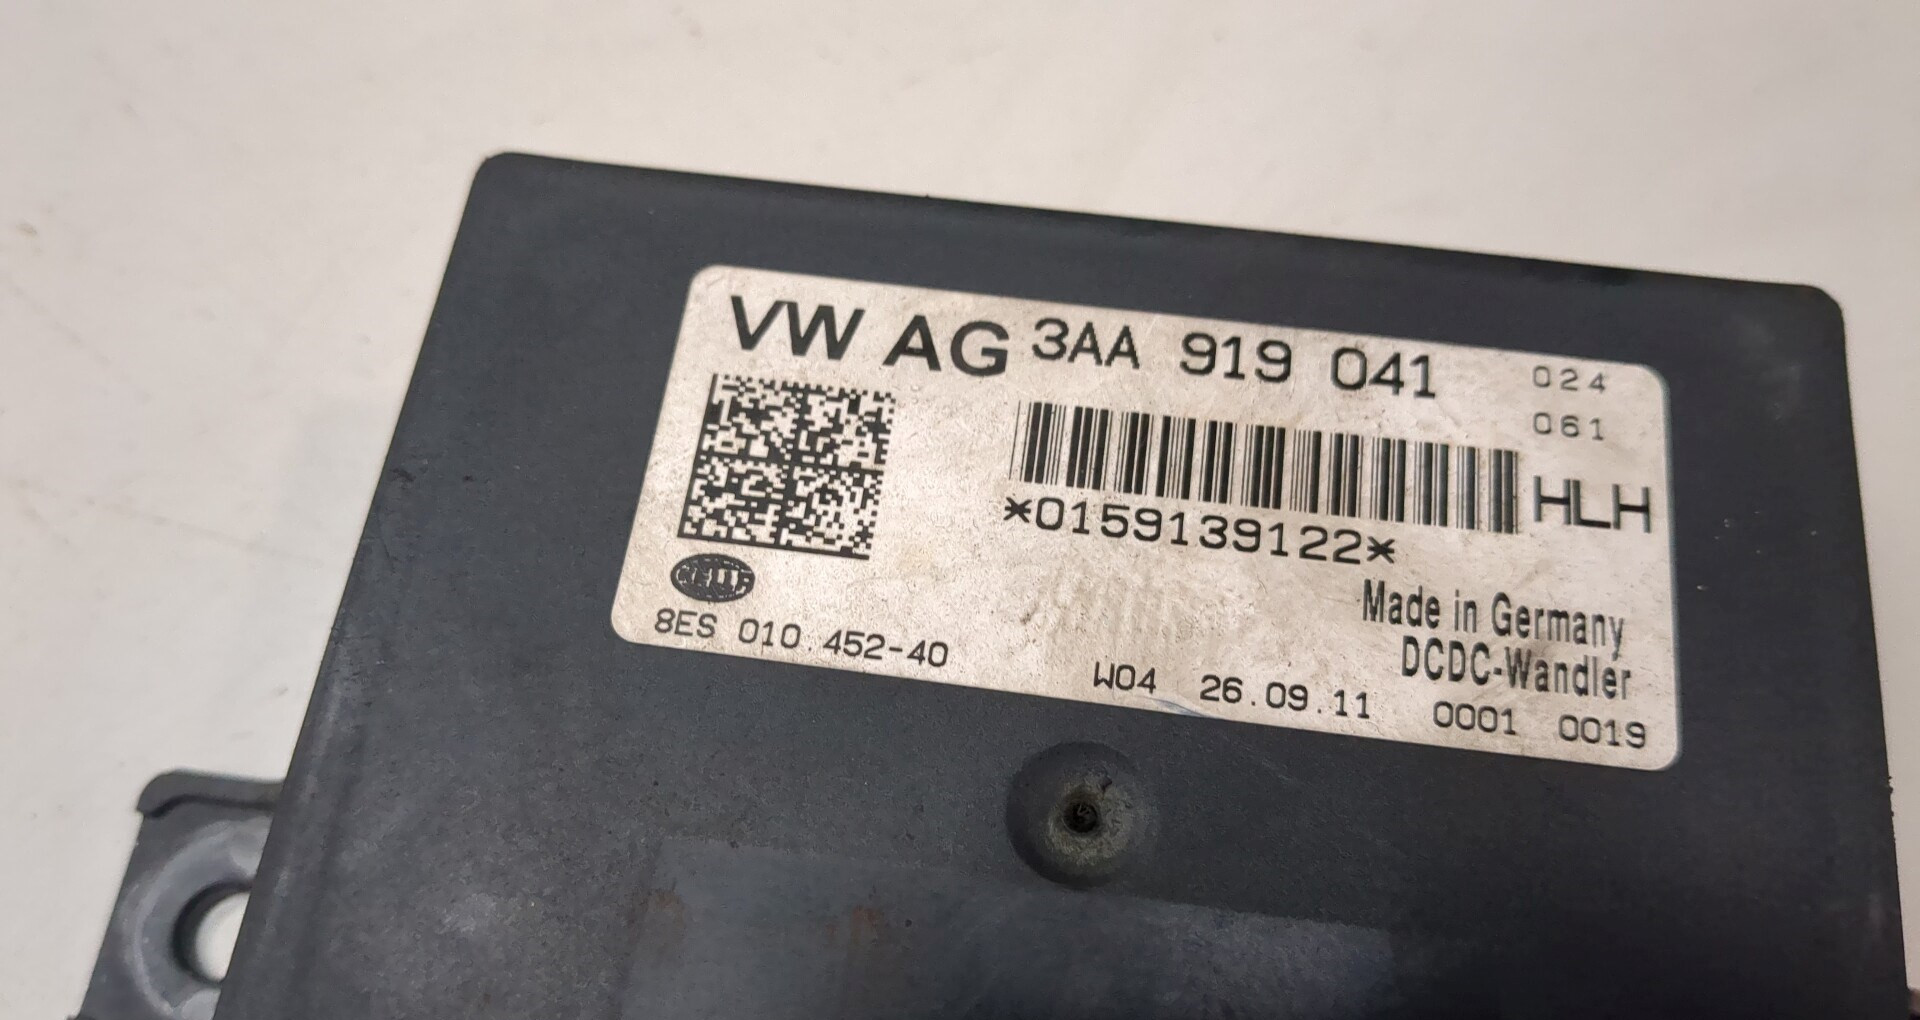 VW AG 3AA 919 041 024
061
HLH
*0159139122*
HELLA
Made in Germany
8ES 010.452-40
DCDC-Wandler
W04 26.09.11 0001 0019